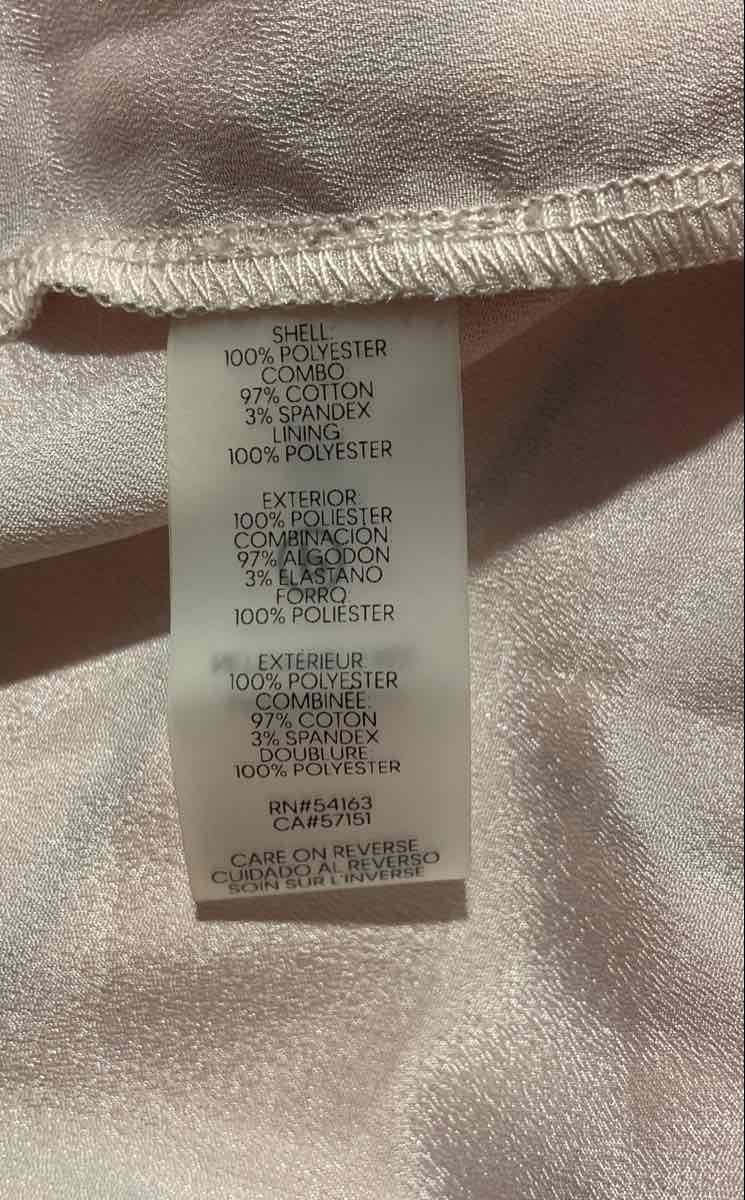 SHELL:
100% POLYESTER
COMBO
97% COTTON
3% SPANDEX
LINING:
100% POLYESTER
EXTERIOR:
100% POLIESTER
COMBINACION
97% ALGODON
3% ELASTANO
FORRO:
100% POLIESTER
EXTÉRIEUR:
100% POLYESTER
COMBINÉE:
97% COTON
3% SPANDEX
DOUBLURE
100% POLYESTER
RN#54163
CA#57151
CARE ON REVERSE
CUIDADO AL REVERSO
SOIN SUR L'INVERSE